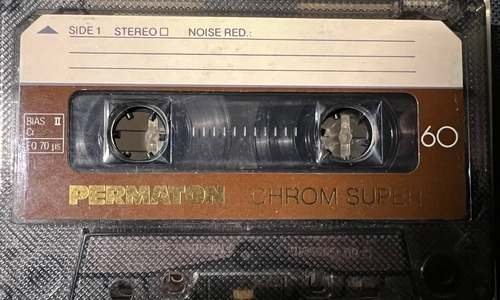 SIDE 1 STEREO NOISE RED.:
BIAS II
Cr
EQ 70 µs
60
PERMATON CHROM SUPER